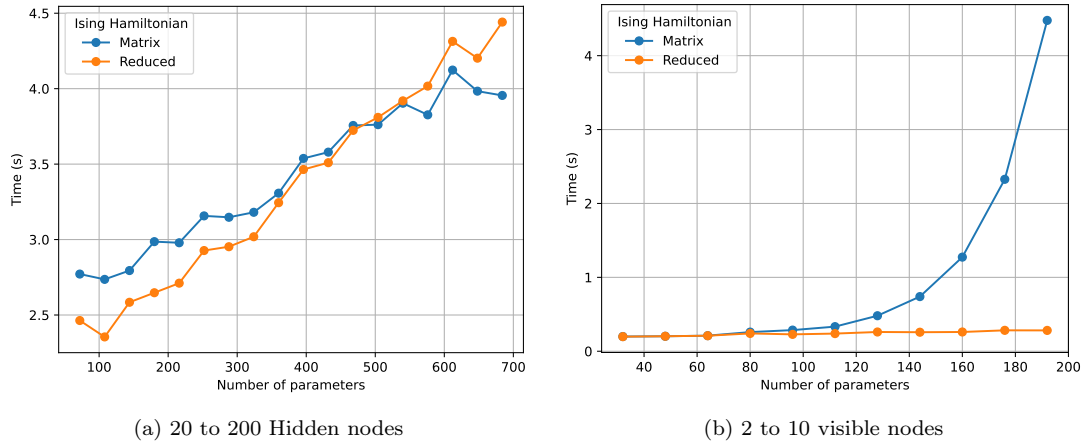 Ising Hamiltonian
Matrix
Reduced
4.5
4.0
3.5
3.0
2.5
Time (s)
100 200 300 400 500 600 700
Number of parameters
(a) 20 to 200 Hidden nodes
Ising Hamiltonian
Matrix
Reduced
4
3
2
1
0
Time (s)
40 60 80 100 120 140 160 180 200
Number of parameters
(b) 2 to 10 visible nodes